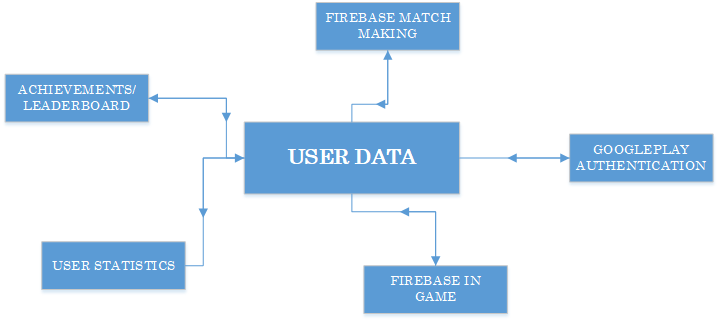 FIREBASE MATCH
MAKING
ACHIEVEMENTS/
LEADERBOARD
USER DATA
GOOGLEPLAY
AUTHENTICATION
USER STATISTICS
FIREBASE IN
GAME